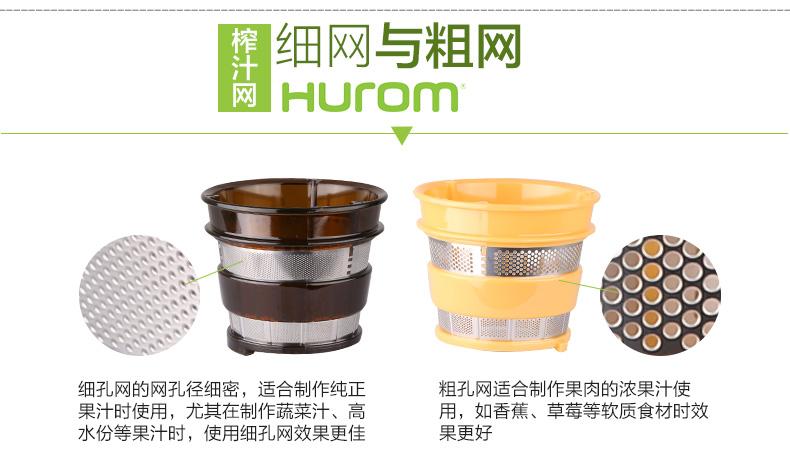 榨汁网
细网与粗网
Hurom®
细孔网的网孔径细密，适合制作纯正
果汁时使用，尤其在制作蔬菜汁、高
水份等果汁时，使用细孔网效果更佳
粗孔网适合制作果肉的浓果汁使
用，如香蕉、草莓等软质食材时效
果更好